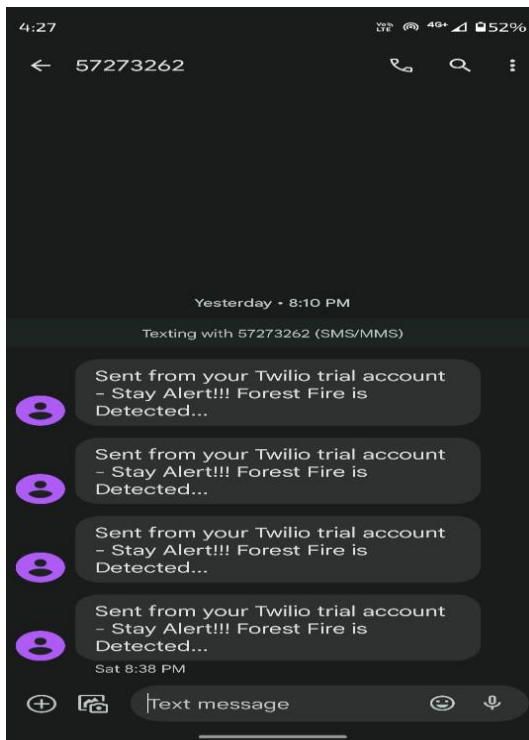 4:27 Vo)) LTE 4G+ 52%
57273262
Yesterday • 8:10 PM
Texting with 57273262 (SMS/MMS)
Sent from your Twilio trial account
- Stay Alert!!! Forest Fire is
Detected...
Sent from your Twilio trial account
- Stay Alert!!! Forest Fire is
Detected...
Sent from your Twilio trial account
- Stay Alert!!! Forest Fire is
Detected...
Sent from your Twilio trial account
- Stay Alert!!! Forest Fire is
Detected...
Sat 8:38 PM
Text message